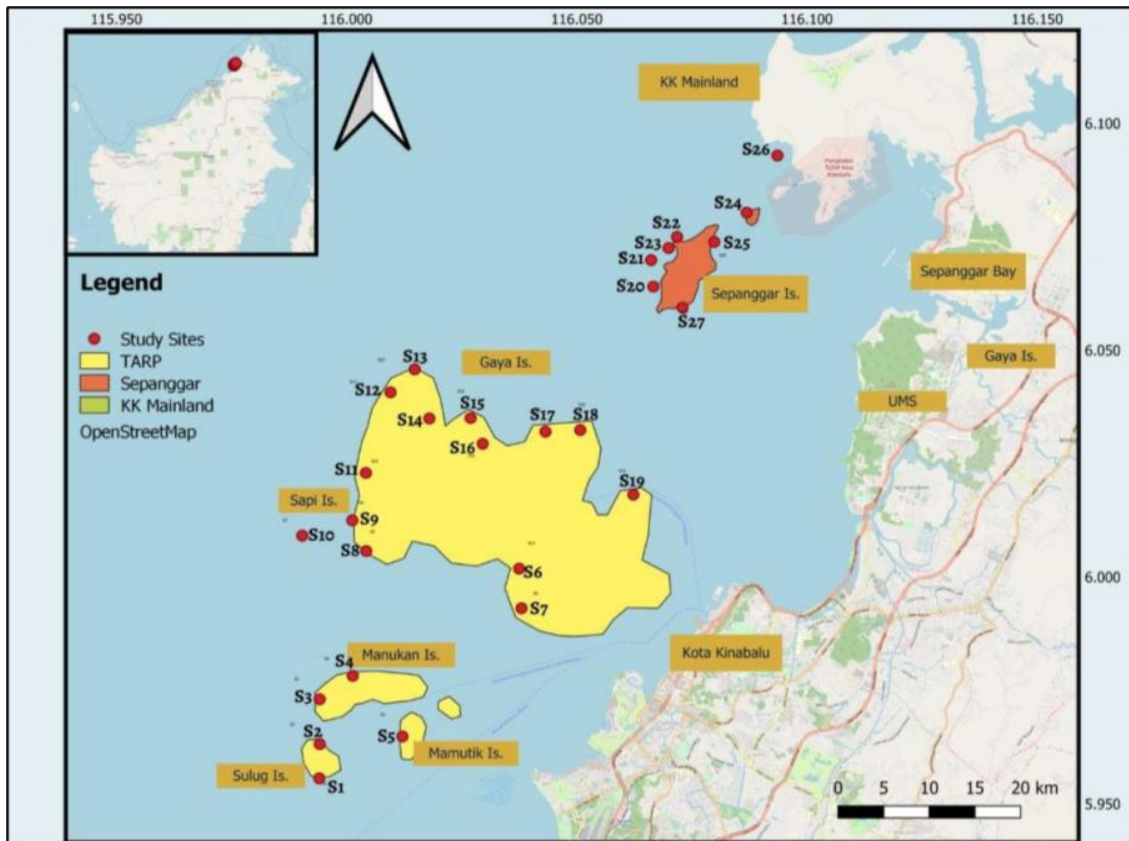 115.950
116.000
116.050
116.100
116.150
KK Mainland
6.100
S26
S24
S22
S23
S25
S21
Sepanggar Bay
S20
Sepanggar Is.
S27
Legend
Study Sites
TARP
Sepanggar
KK Mainland
OpenStreetMap
6.050
S13
Gaya Is.
Gaya Is.
S12
S15
UMS
S14
S17
S18
S16
S11
S19
Sapi Is.
S9
S10
S8
6.000
S6
S7
Kota Kinabalu
Manukan Is.
S4
S3
S2
S5
Mamutik Is.
Sulug Is.
S1
0 5 10 15 20 km
5.950